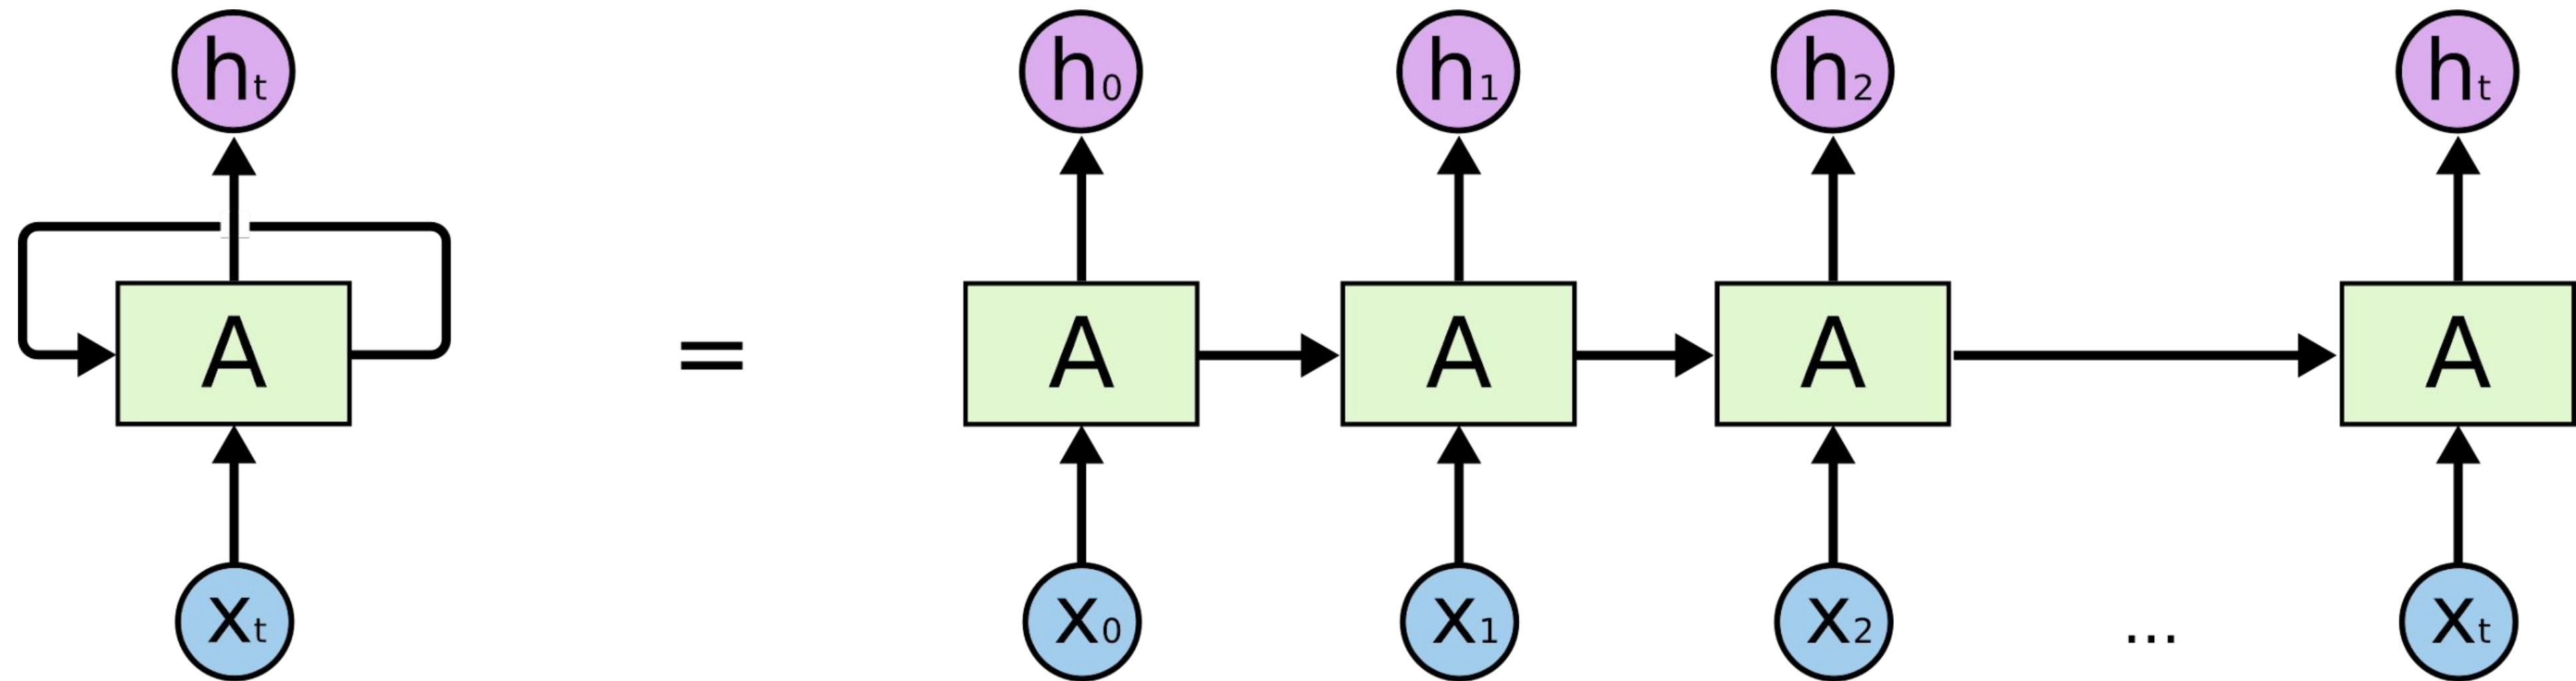 ht h0 h1 h2 ht
A = A A A A
xt x0 x1 x2 ... xt